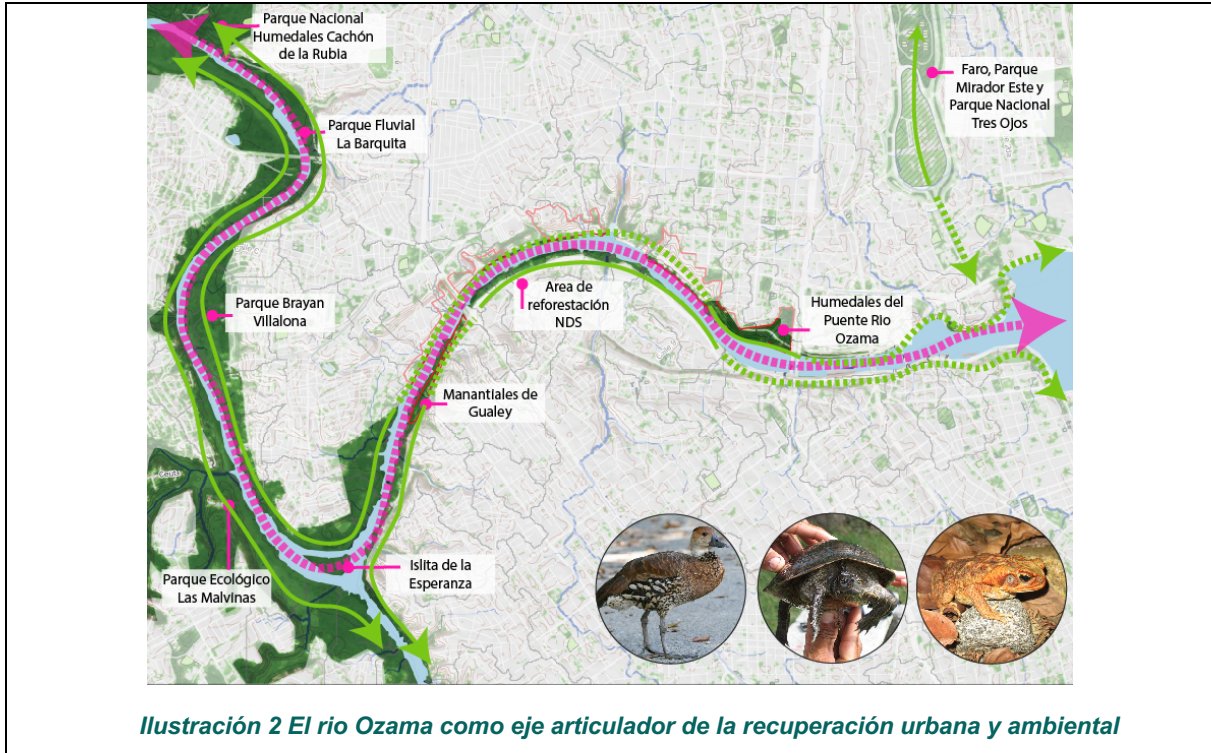 Parque Nacional
Humedales Cachón
de la Rubia
Faro, Parque
Mirador Este y
Parque Nacional
Tres Ojos
Parque Fluvial
La Barquita
Parque Brayan
Villalona
Area de
reforestación
NDS
Humedales del
Puente Rio
Ozama
Manantiales de
Gualey
Parque Ecológico
Las Malvinas
Islita de la
Esperanza
Ilustración 2 El rio Ozama como eje articulador de la recuperación urbana y ambiental